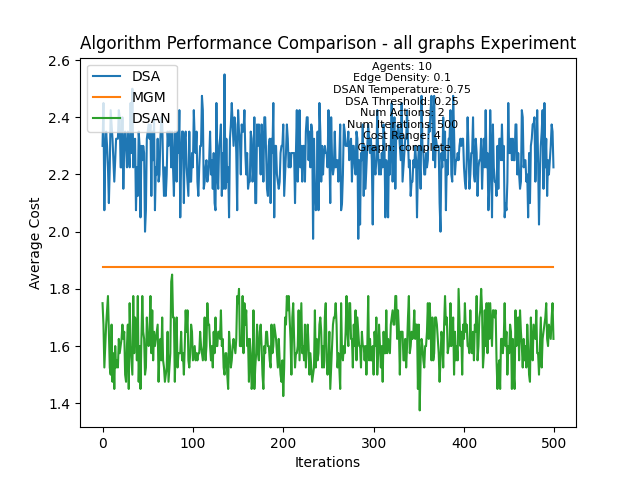 Algorithm Performance Comparison - all graphs Experiment
DSA
MGM
DSAN
Agents: 10
Edge Density: 0.1
DSAN Temperature: 0.75
DSA Threshold: 0.25
Num Actions: 2
Num Iterations: 500
Cost Range: 4
Graph: complete
Average Cost
2.6
2.4
2.2
2.0
1.8
1.6
1.4
0
100
200
300
400
500
Iterations